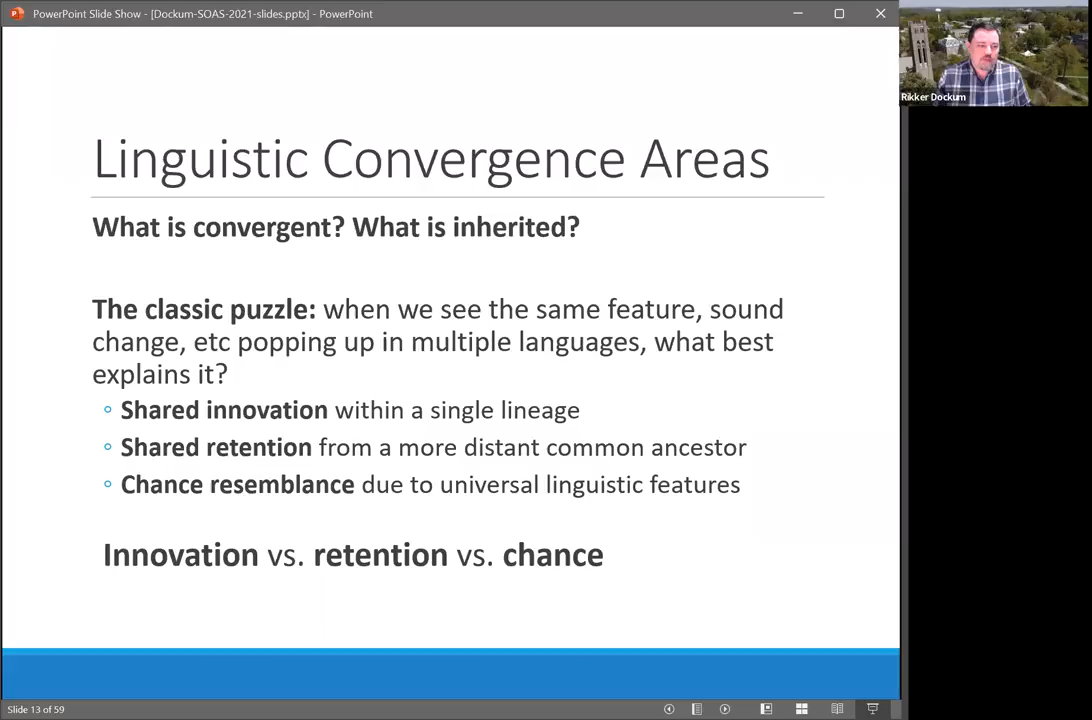 PowerPoint Slide Show - [Dockum-SOAS-2021-slides.pptx] - PowerPoint
Rikker Dockum
Linguistic Convergence Areas
What is convergent? What is inherited?
The classic puzzle: when we see the same feature, sound
change, etc popping up in multiple languages, what best
explains it?
Shared innovation within a single lineage
Shared retention from a more distant common ancestor
Chance resemblance due to universal linguistic features
Innovation vs. retention vs. chance
Slide 13 of 59